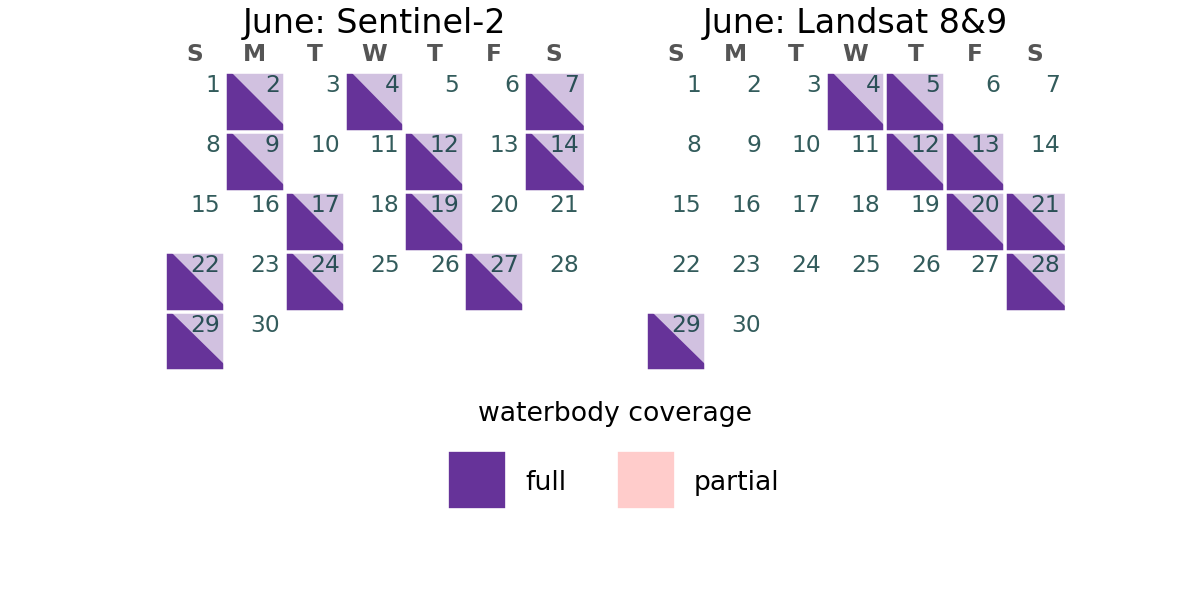 June: Sentinel-2
S M T W T F S
1 2 3 4 5 6 7
8 9 10 11 12 13 14
15 16 17 18 19 20 21
22 23 24 25 26 27 28
29 30
June: Landsat 8&9
S M T W T F S
1 2 3 4 5 6 7
8 9 10 11 12 13 14
15 16 17 18 19 20 21
22 23 24 25 26 27 28
29 30
waterbody coverage
full
partial